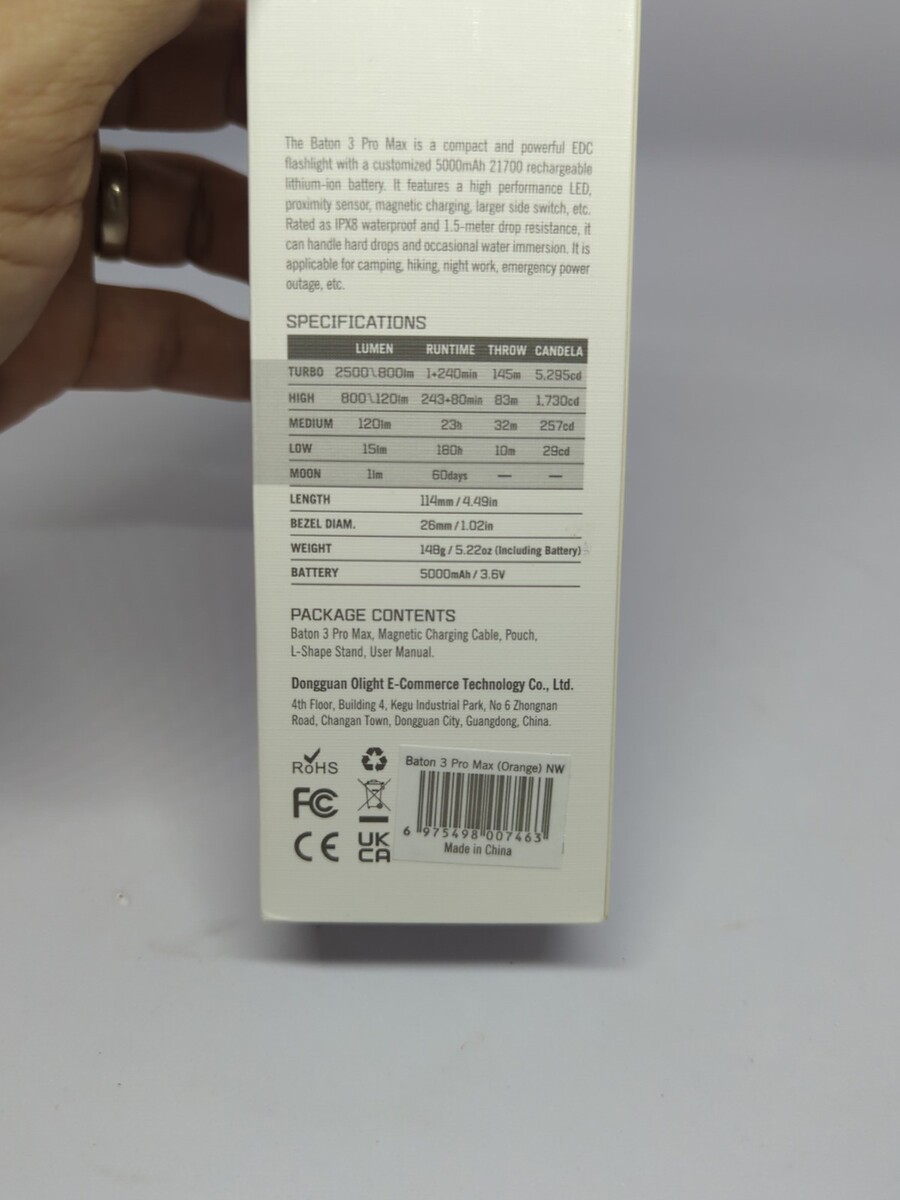 The Baton 3 Pro Max is a compact and powerful EDC
flashlight with a customized 5000mAh 21700 rechargeable
lithium-ion battery. It features a high performance LED,
proximity sensor, magnetic charging, larger side switch, etc.
Rated as IPX8 waterproof and 1.5-meter drop resistance, it
can handle hard drops and occasional water immersion. It is
applicable for camping, hiking, night work, emergency power
outage, etc.
SPECIFICATIONS
LUMEN RUNTIME THROW CANDELA
TURBO 2500\800lm 1+240min 145m 5,295cd
HIGH 800\120lm 243+80min 83m 1,730cd
MEDIUM 120lm 23h 32m 257cd
LOW 15lm 180h 10m 29cd
MOON 1lm 60days — —
LENGTH 114mm / 4.49in
BEZEL DIAM. 26mm / 1.02in
WEIGHT 148g / 5.22oz (Including Battery)
BATTERY 5000mAh / 3.6V
PACKAGE CONTENTS
Baton 3 Pro Max, Magnetic Charging Cable, Pouch,
L-Shape Stand, User Manual.
Dongguan Olight E-Commerce Technology Co., Ltd.
4th Floor, Building 4, Kegu Industrial Park, No 6 Zhongnan
Road, Changan Town, Dongguan City, Guangdong, China.
RoHS
FC
CE
UK
CA
Baton 3 Pro Max (Orange) NW
6 975498 007463
Made in China